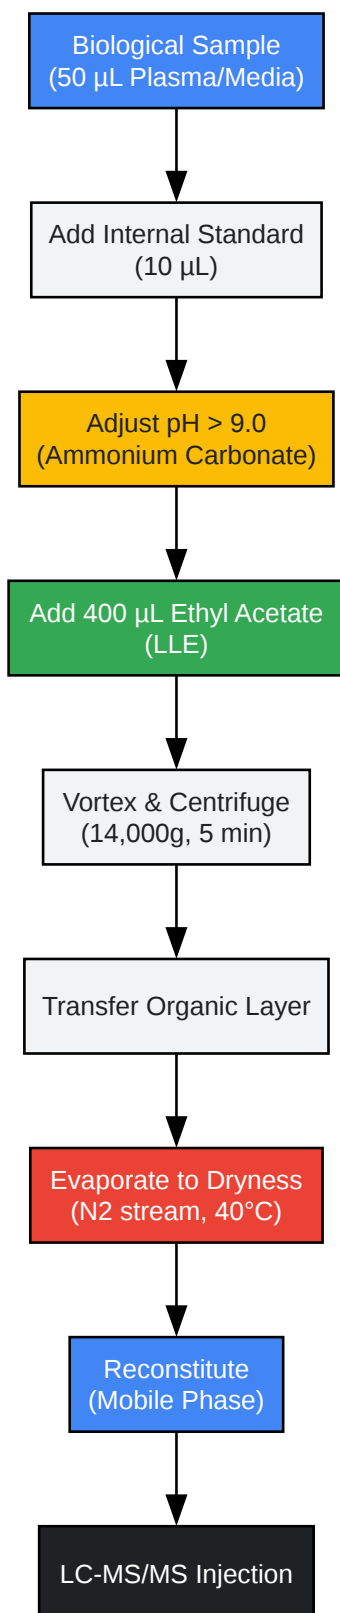 Biological Sample
(50 µL Plasma/Media)
Add Internal Standard
(10 µL)
Adjust pH > 9.0
(Ammonium Carbonate)
Add 400 µL Ethyl Acetate
(LLE)
Vortex & Centrifuge
(14,000g, 5 min)
Transfer Organic Layer
Evaporate to Dryness
(N2 stream, 40°C)
Reconstitute
(Mobile Phase)
LC-MS/MS Injection